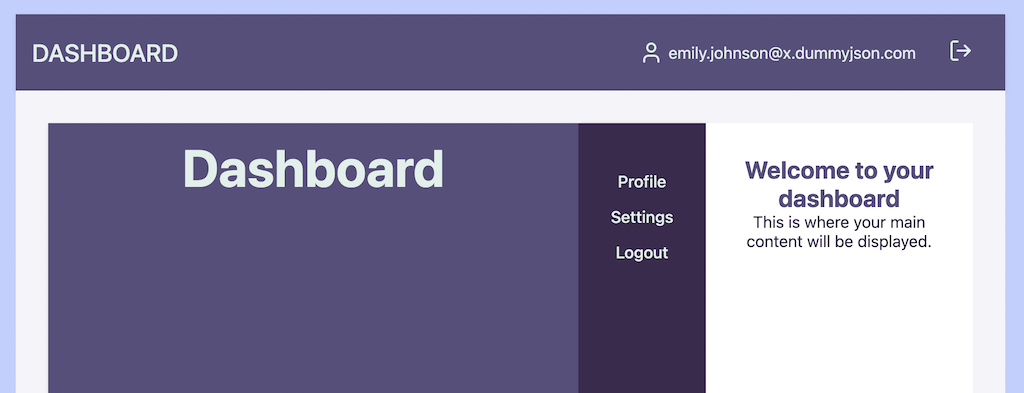 DASHBOARD
emily.johnson@x.dummyjson.com
Dashboard
Profile
Settings
Logout
Welcome to your
dashboard
This is where your main
content will be displayed.